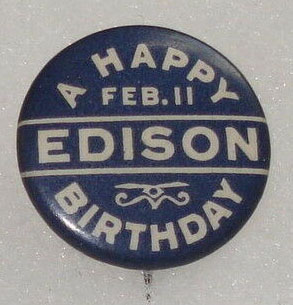 A HAPPY
FEB. 11
EDISON
BIRTHDAY